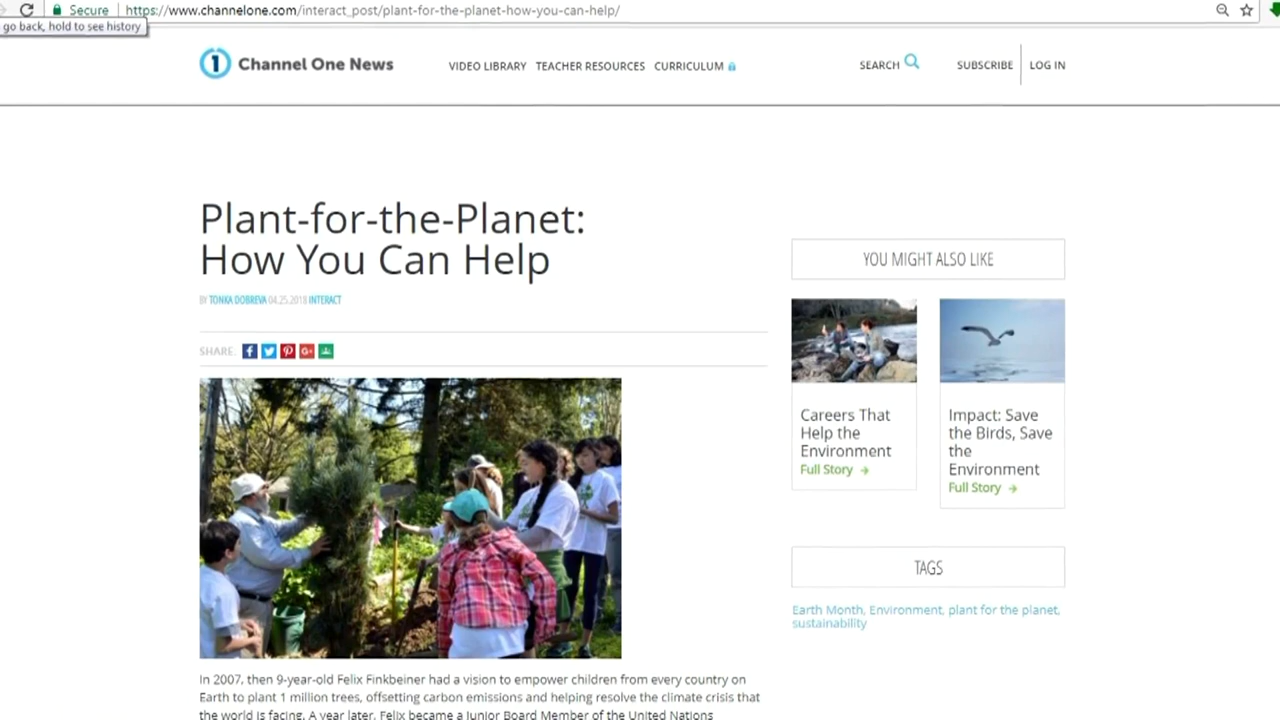 Secure
https://www.channelone.com/interact_post/plant-for-the-planet-how-you-can-help/
go back, hold to see history
1 Channel One News
VIDEO LIBRARY TEACHER RESOURCES CURRICULUM
SEARCH
SUBSCRIBE
LOG IN
Plant-for-the-Planet:
How You Can Help
BY TONKA DOBREVA 04.25.2018 INTERACT
SHARE:
In 2007, then 9-year-old Felix Finkbeiner had a vision to empower children from every country on
Earth to plant 1 million trees, offsetting carbon emissions and helping resolve the climate crisis that
the world is facing. A year later, Felix became a Junior Board Member of the United Nations
YOU MIGHT ALSO LIKE
Careers That
Help the
Environment
Full Story
Impact: Save
the Birds, Save
the
Environment
Full Story
TAGS
Earth Month, Environment, plant for the planet,
sustainability